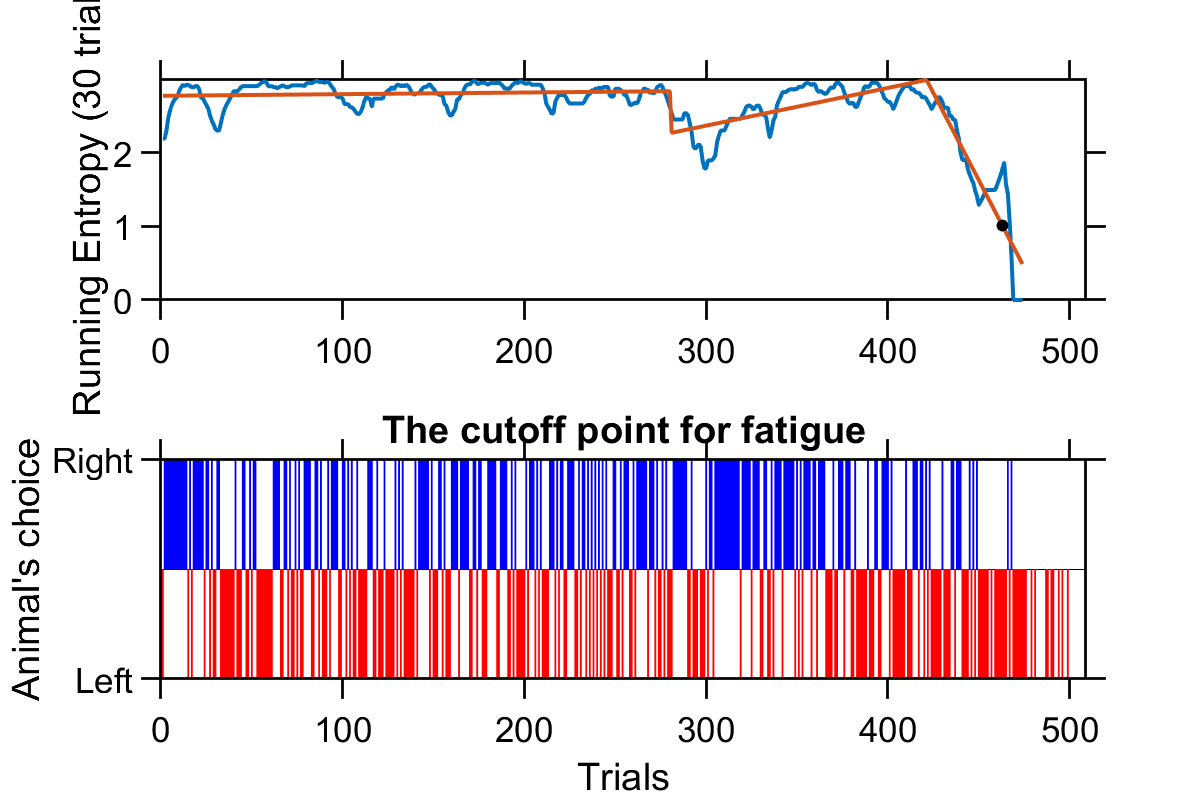 Running Entropy (30 trial
2
1
0
0 100 200 300 400 500
The cutoff point for fatigue
Animal's choice
Right
Left
0 100 200 300 400 500
Trials